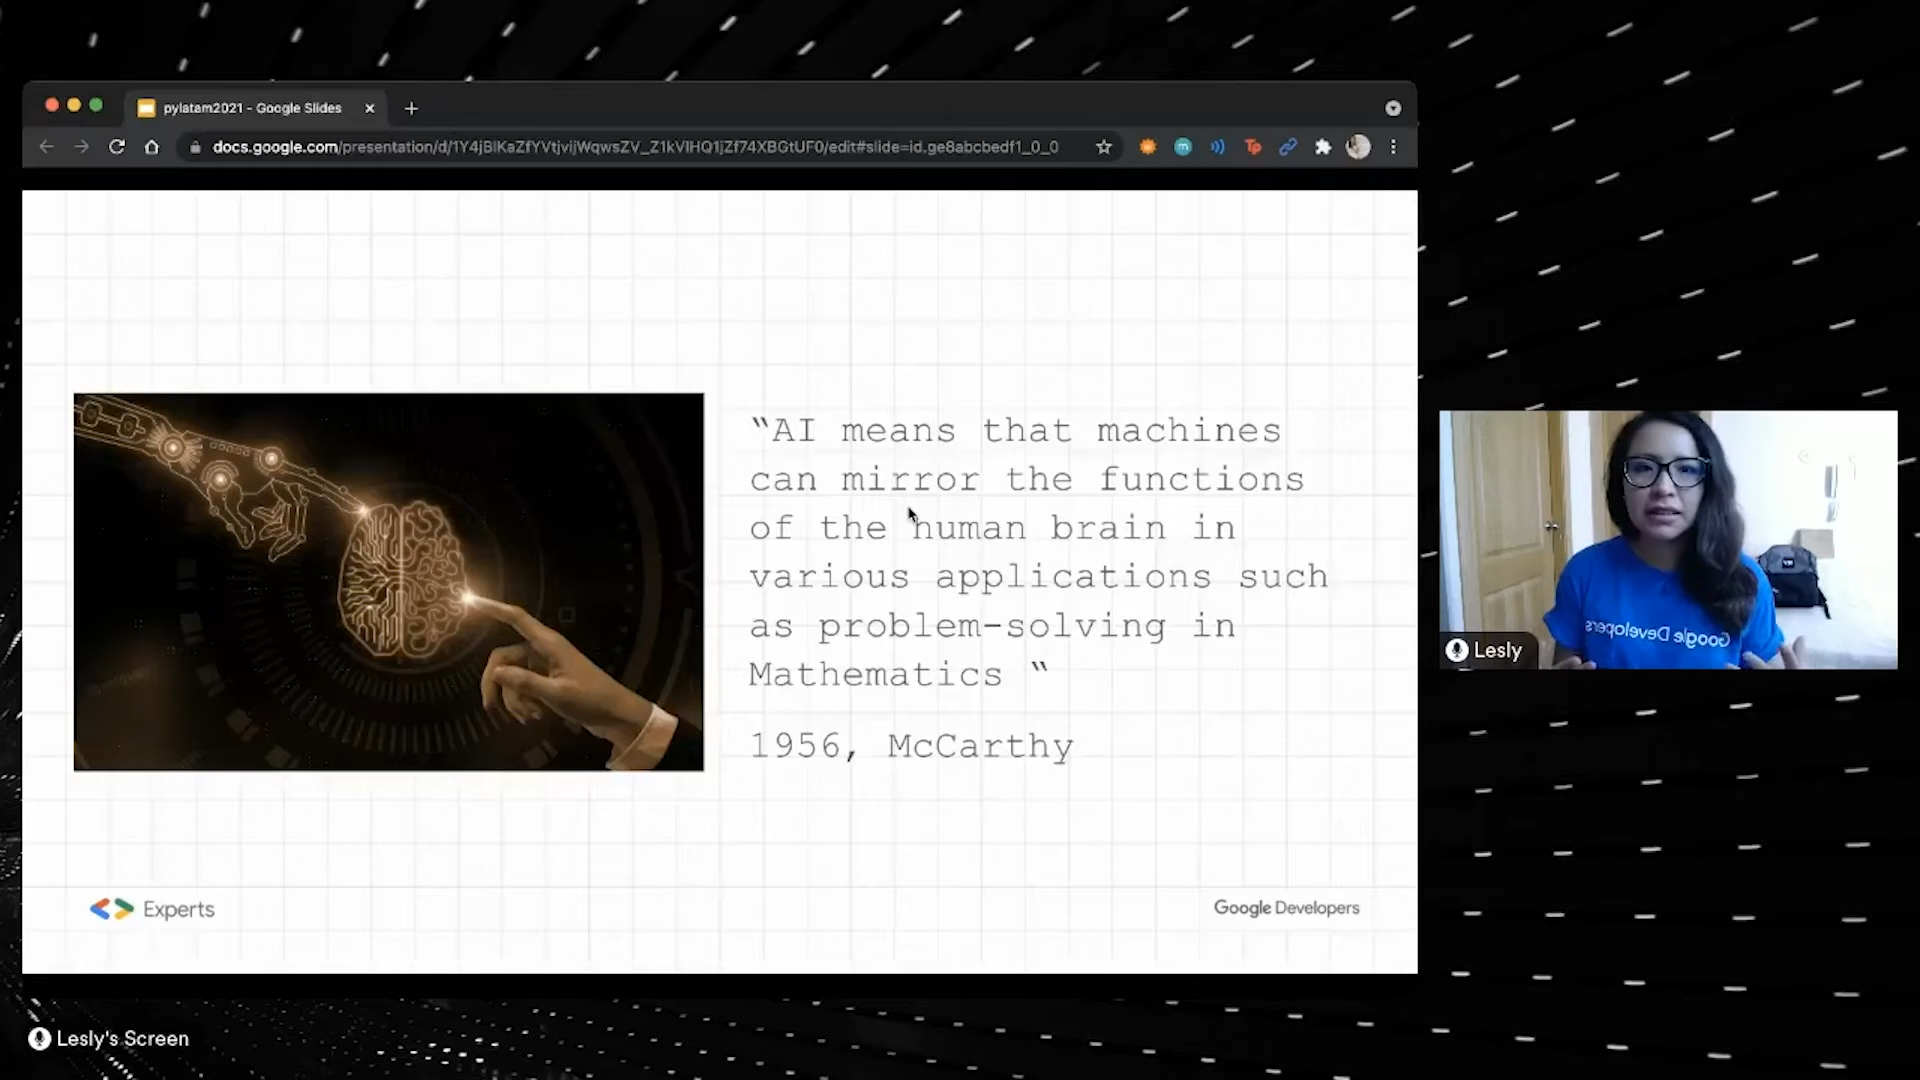 pylatam2021 - Google Slides
docs.google.com/presentation/d/1Y4jBlKaZfYVtjvijWqwsZV_Z1kVlHQ1jZf74XBGtUF0/edit#slide=id.ge8abcbedf1_0_0
“AI means that machines
can mirror the functions
of the human brain in
various applications such
as problem-solving in
Mathematics “
1956, McCarthy
Experts
Google Developers
Google Developers
Lesly
Lesly's Screen